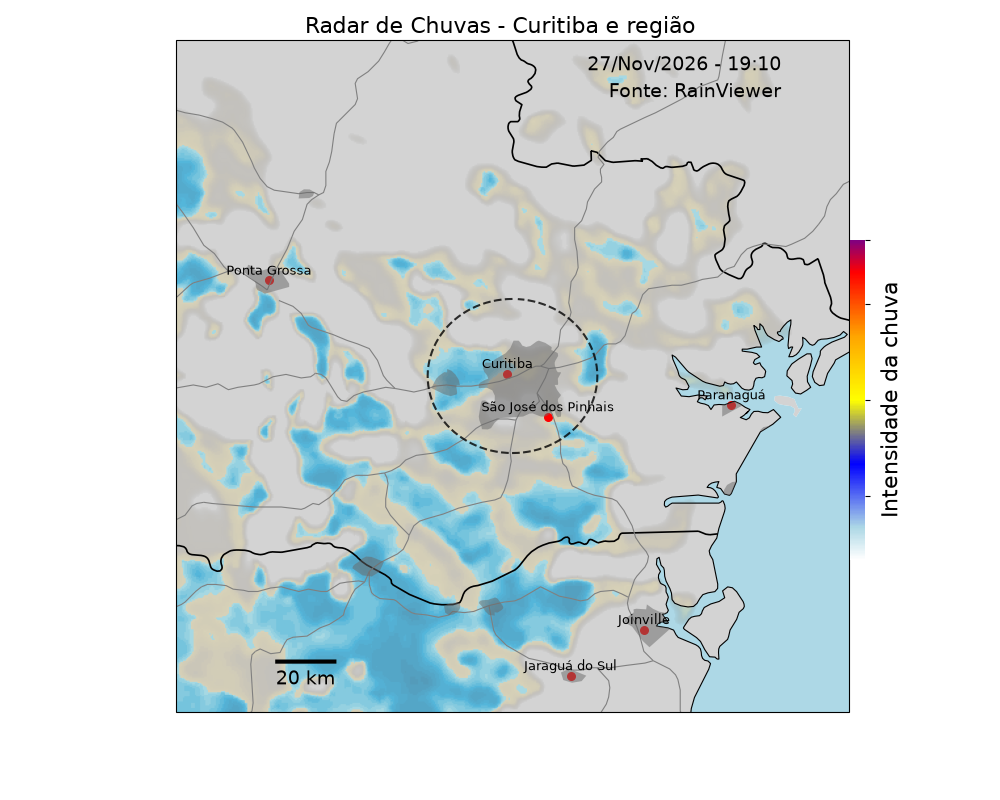 Radar de Chuvas - Curitiba e região
27/Nov/2026 - 19:10
Fonte: RainViewer
Ponta Grossa
Curitiba
Paranaguá
São José dos Pinhais
Joinville
Jaraguá do Sul
20 km
Intensidade da chuva